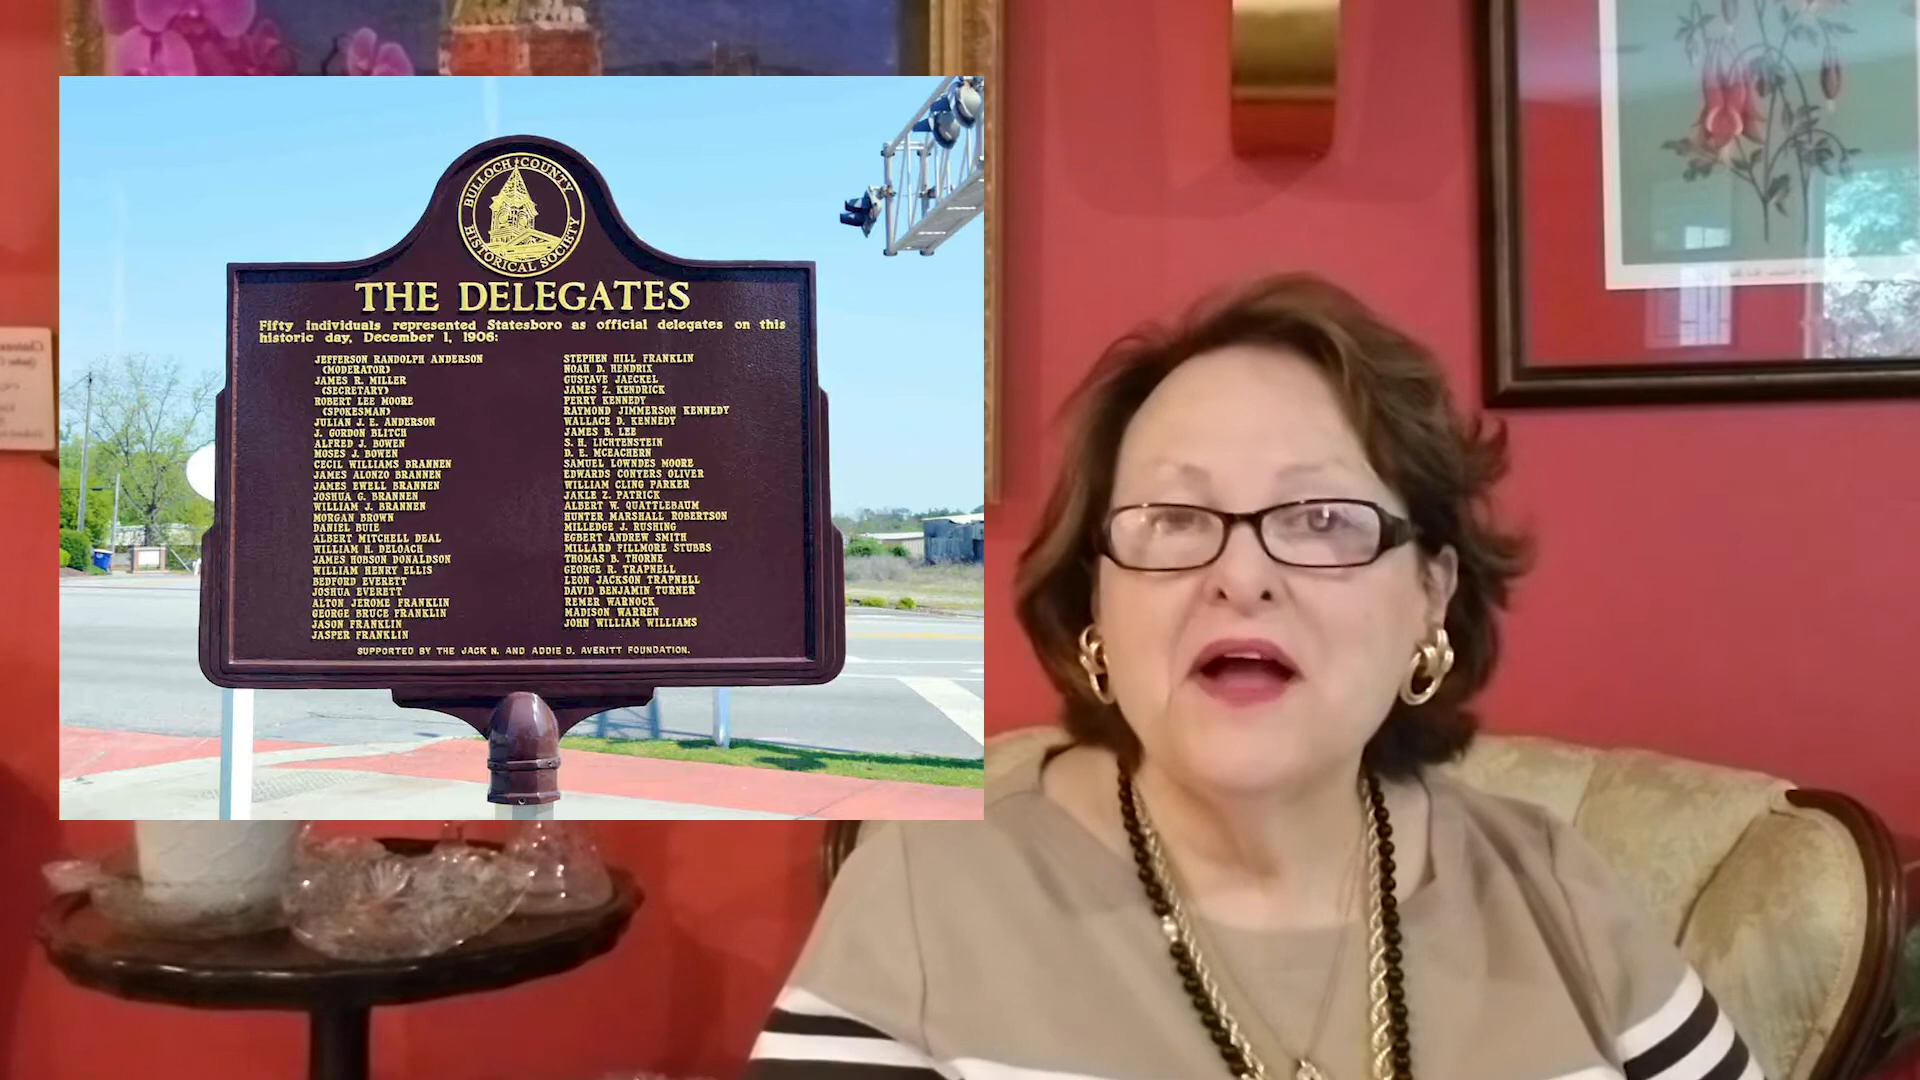 BULLOCH COUNTY
HISTORICAL SOCIETY
THE DELEGATES
Fifty individuals represented Statesboro as official delegates on this
historic day, December 1, 1906:
JEFFERSON RANDOLPH ANDERSON
(MODERATOR)
JAMES R. MILLER
(SECRETARY)
ROBERT LEE MOORE
(SPOKESMAN)
JULIAN J. E. ANDERSON
J. GORDON BLITCH
ALFRED J. BOWEN
MOSES J. BOWEN
CECIL WILLIAMS BRANNEN
JAMES ALONZO BRANNEN
JAMES EWELL BRANNEN
JOSHUA G. BRANNEN
WILLIAM J. BRANNEN
MORGAN BROWN
DANIEL BUIE
ALBERT MITCHELL DEAL
WILLIAM H. DELOACH
JAMES HOBSON DONALDSON
WILLIAM HENRY ELLIS
BEDFORD EVERETT
JOSHUA EVERETT
ALTON JEROME FRANKLIN
GEORGE BRUCE FRANKLIN
JASON FRANKLIN
JASPER FRANKLIN
STEPHEN HILL FRANKLIN
NOAH D. HENDRIX
GUSTAVE JAECKEL
JAMES Z. KENDRICK
PERRY KENNEDY
RAYMOND JIMMERSON KENNEDY
WALLACE D. KENNEDY
JAMES B. LEE
S. H. LICHTENSTEIN
D. E. MCEACHERN
SAMUEL LOWNDES MOORE
EDWARDS CONYERS OLIVER
WILLIAM CLING PARKER
JAKLE Z. PATRICK
ALBERT W. QUATTLEBAUM
HUNTER MARSHALL ROBERTSON
MILLEDGE J. RUSHING
EGBERT ANDREW SMITH
MILLARD FILLMORE STUBBS
THOMAS B. THORNE
GEORGE R. TRAPNELL
LEON JACKSON TRAPNELL
DAVID BENJAMIN TURNER
REMER WARNOCK
MADISON WARREN
JOHN WILLIAM WILLIAMS
SUPPORTED BY THE JACK N. AND ADDIE D. AVERITT FOUNDATION.